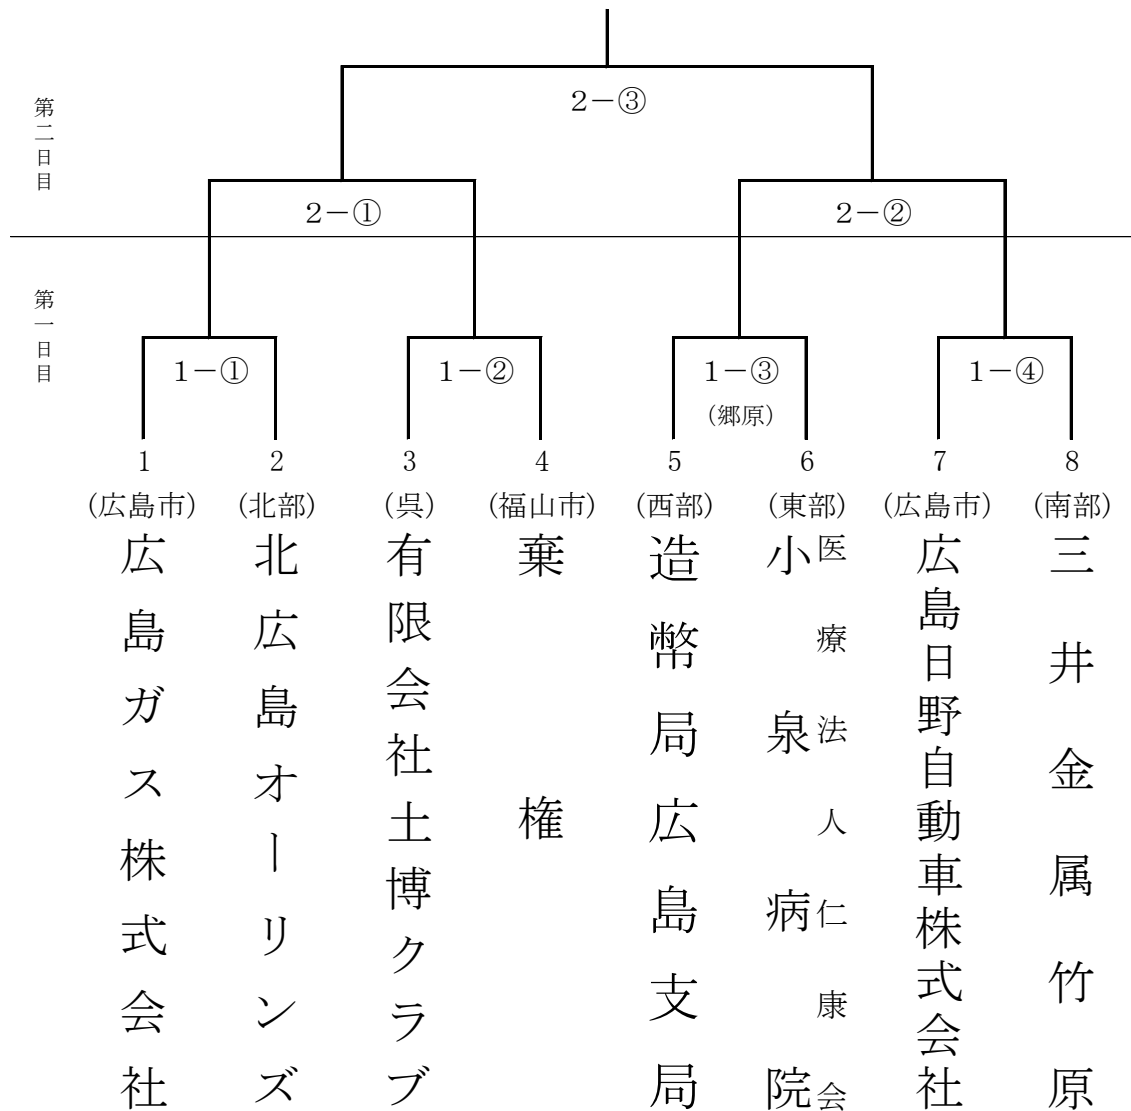 2－③
第二日目
2－①
2－②
第一日目
1－①
1－②
1－③
1－④
(郷原)
1
2
3
4
5
6
7
8
(広島市)
(北部)
(呉)
(福山市)
(西部)
(東部)
(広島市)
(南部)
広島ガス株式会社
北広島オーリンズ
有限会社土博クラブ
棄権
造幣局広島支局
医療法人仁康会
小泉病院
広島日野自動車株式会社
三井金属竹原